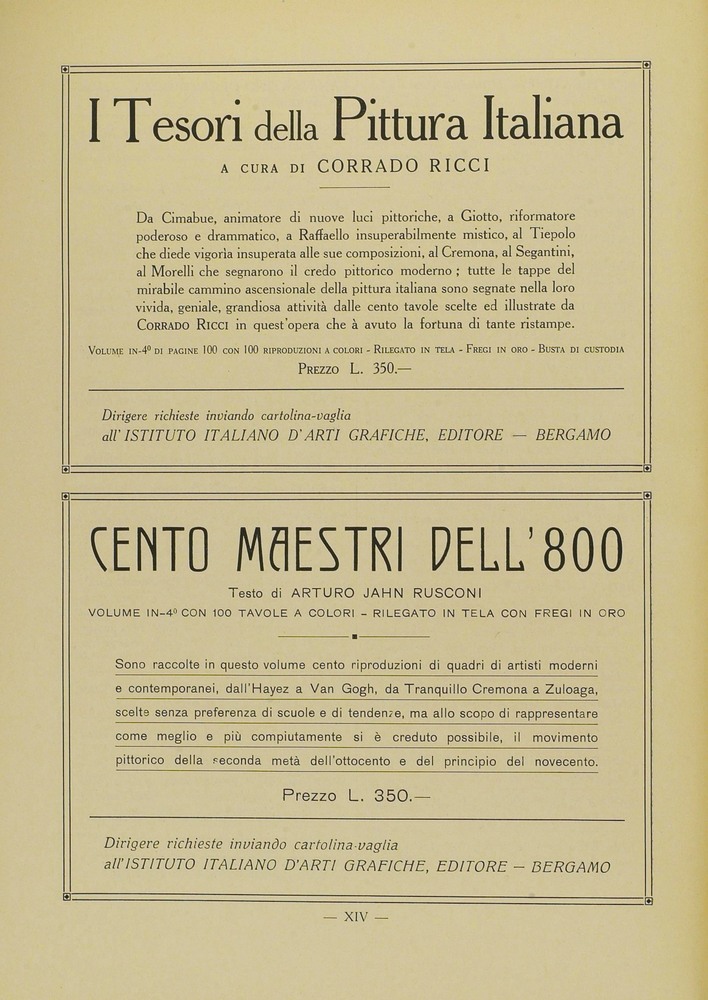 I Tesori della Pittura Italiana
A CURA DI CORRADO RICCI
Da Cimabue, animatore di nuove luci pittoriche, a Giotto, riformatore
poderoso e drammatico, a Raffaello insuperabilmente mistico, al Tiepolo
che diede vigorìa insuperata alle sue composizioni, al Cremona, al Segantini,
al Morelli che segnarono il credo pittorico moderno ; tutte le tappe del
mirabile cammino ascensionale della pittura italiana sono segnate nella loro
vivida, geniale, grandiosa attività dalle cento tavole scelte ed illustrate da
CORRADO RICCI in quest'opera che à avuto la fortuna di tante ristampe.
VOLUME IN-4º DI PAGINE 100 CON 100 RIPRODUZIONI A COLORI - RILEGATO IN TELA - FREGI IN ORO - BUSTA DI CUSTODIA
PREZZO L. 350.—
Dirigere richieste inviando cartolina-vaglia
all'ISTITUTO ITALIANO D'ARTI GRAFICHE, EDITORE — BERGAMO
CENTO MAESTRI DELL'800
Testo di ARTURO JAHN RUSCONI
VOLUME IN-4º CON 100 TAVOLE A COLORI - RILEGATO IN TELA CON FREGI IN ORO
Sono raccolte in questo volume cento riproduzioni di quadri di artisti moderni
e contemporanei, dall'Hayez a Van Gogh, da Tranquillo Cremona a Zuloaga,
scelte senza preferenza di scuole e di tendenze, ma allo scopo di rappresentare
come meglio e più compiutamente si è creduto possibile, il movimento
pittorico della seconda metà dell'ottocento e del principio del novecento.
Prezzo L. 350.—
Dirigere richieste inviando cartolina-vaglia
all'ISTITUTO ITALIANO D'ARTI GRAFICHE, EDITORE — BERGAMO
— XIV —